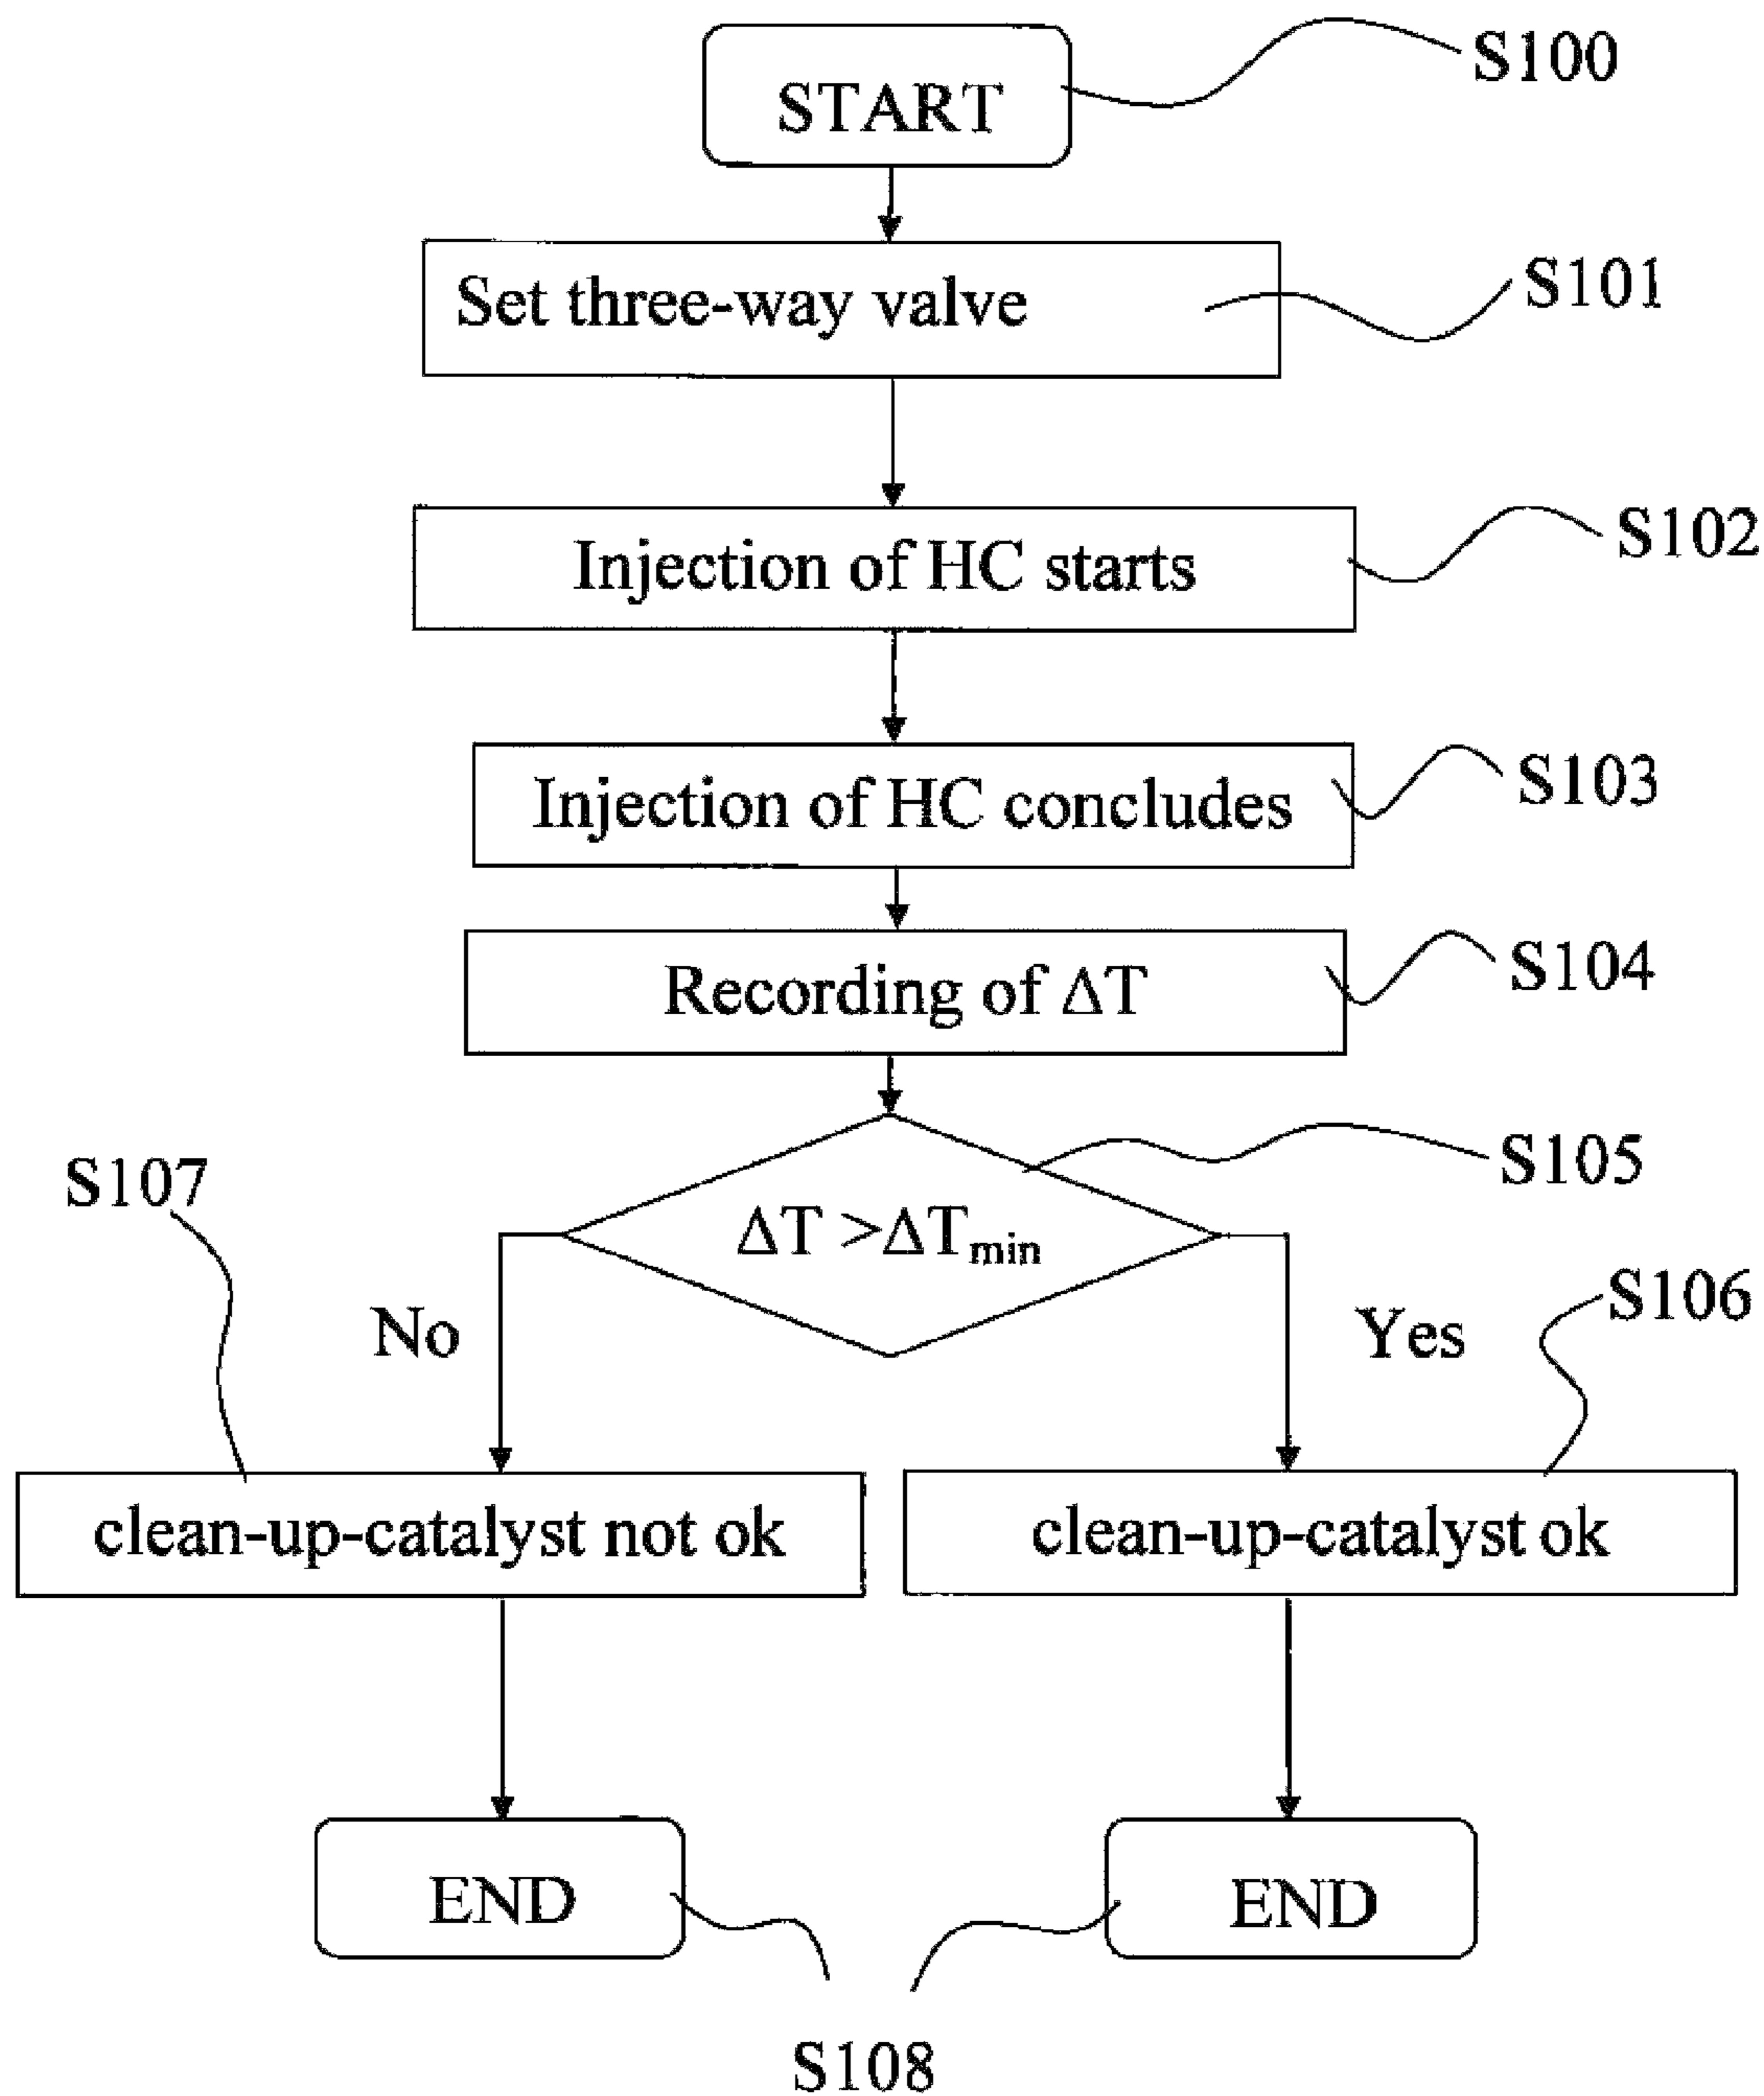 START
S100
Set three-way valve
S101
Injection of HC starts
S102
Injection of HC concludes
S103
Recording of ΔT
S104
S105
S107
ΔT >ΔTmin
S106
No
Yes
clean-up-catalyst not ok
clean-up-catalyst ok
END
END
S108